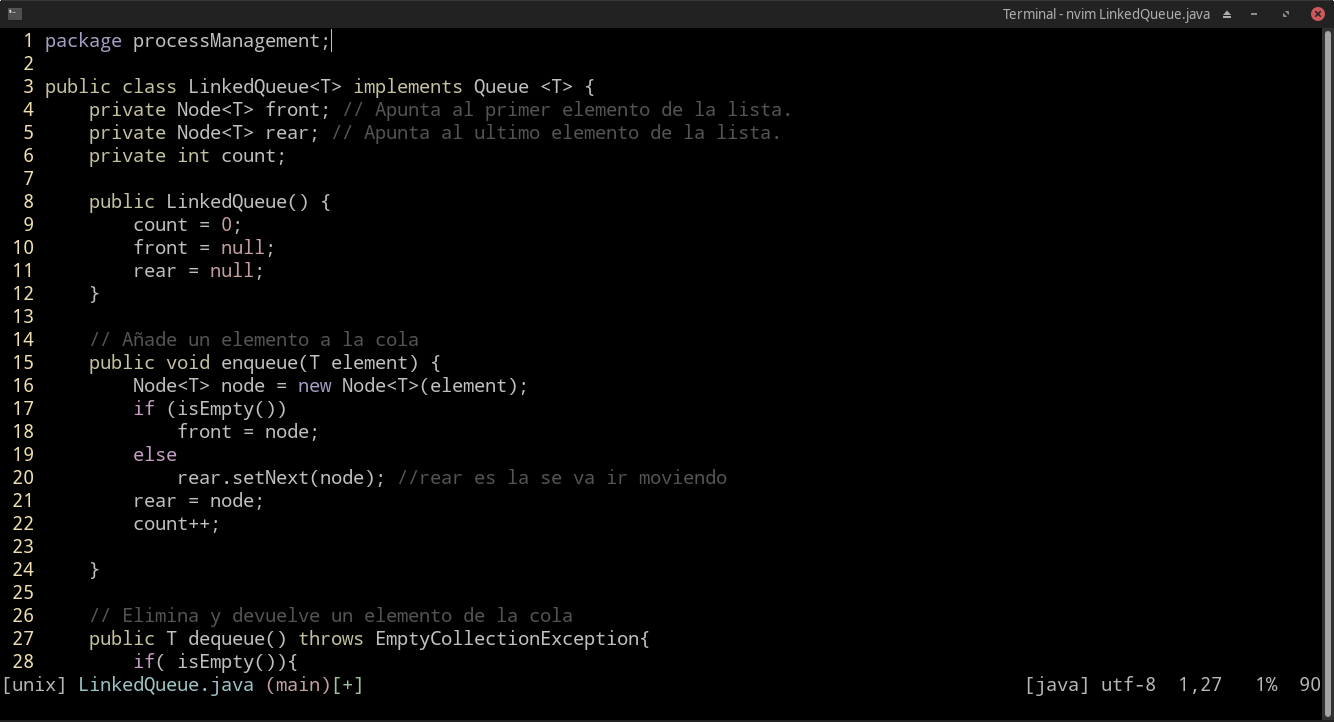 Terminal - nvim LinkedQueue.java
1 package processManagement;
2
3 public class LinkedQueue<T> implements Queue <T> {
4     private Node<T> front; // Apunta al primer elemento de la lista.
5     private Node<T> rear; // Apunta al ultimo elemento de la lista.
6     private int count;
7
8     public LinkedQueue() {
9         count = 0;
10         front = null;
11         rear = null;
12     }
13
14     // Añade un elemento a la cola
15     public void enqueue(T element) {
16         Node<T> node = new Node<T>(element);
17         if (isEmpty())
18             front = node;
19         else
20             rear.setNext(node); //rear es la se va ir moviendo
21         rear = node;
22         count++;
23
24     }
25
26     // Elimina y devuelve un elemento de la cola
27     public T dequeue() throws EmptyCollectionException{
28         if( isEmpty()){
[unix] LinkedQueue.java (main)[+] [java] utf-8 1,27 1% 90